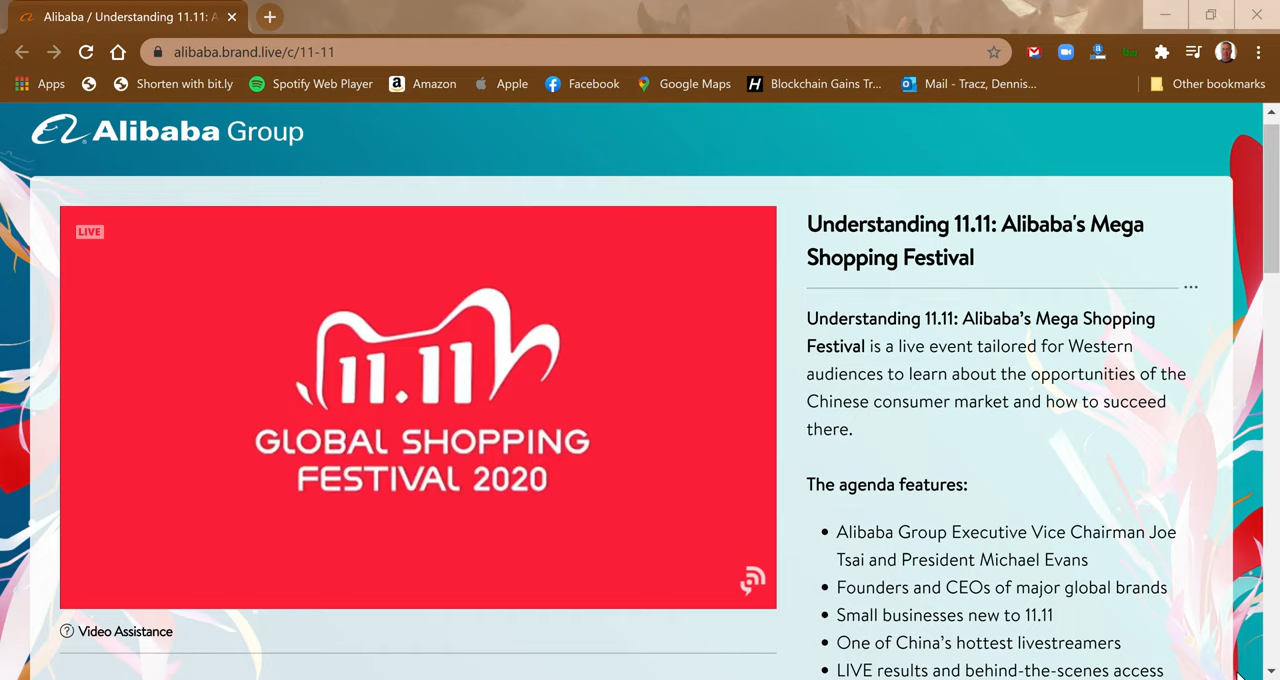 Alibaba / Understanding 11.11: A
alibaba.brand.live/c/11-11
Apps
Shorten with bit.ly
Spotify Web Player
Amazon
Apple
Facebook
Google Maps
Blockchain Gains Tr...
Mail - Tracz, Dennis...
Other bookmarks
Alibaba Group
LIVE
11.11
GLOBAL SHOPPING
FESTIVAL 2020
Video Assistance
Understanding 11.11: Alibaba's Mega
Shopping Festival
Understanding 11.11: Alibaba’s Mega Shopping
Festival is a live event tailored for Western
audiences to learn about the opportunities of the
Chinese consumer market and how to succeed
there.
The agenda features:
• Alibaba Group Executive Vice Chairman Joe
Tsai and President Michael Evans
• Founders and CEOs of major global brands
• Small businesses new to 11.11
• One of China’s hottest livestreamers
• LIVE results and behind-the-scenes access